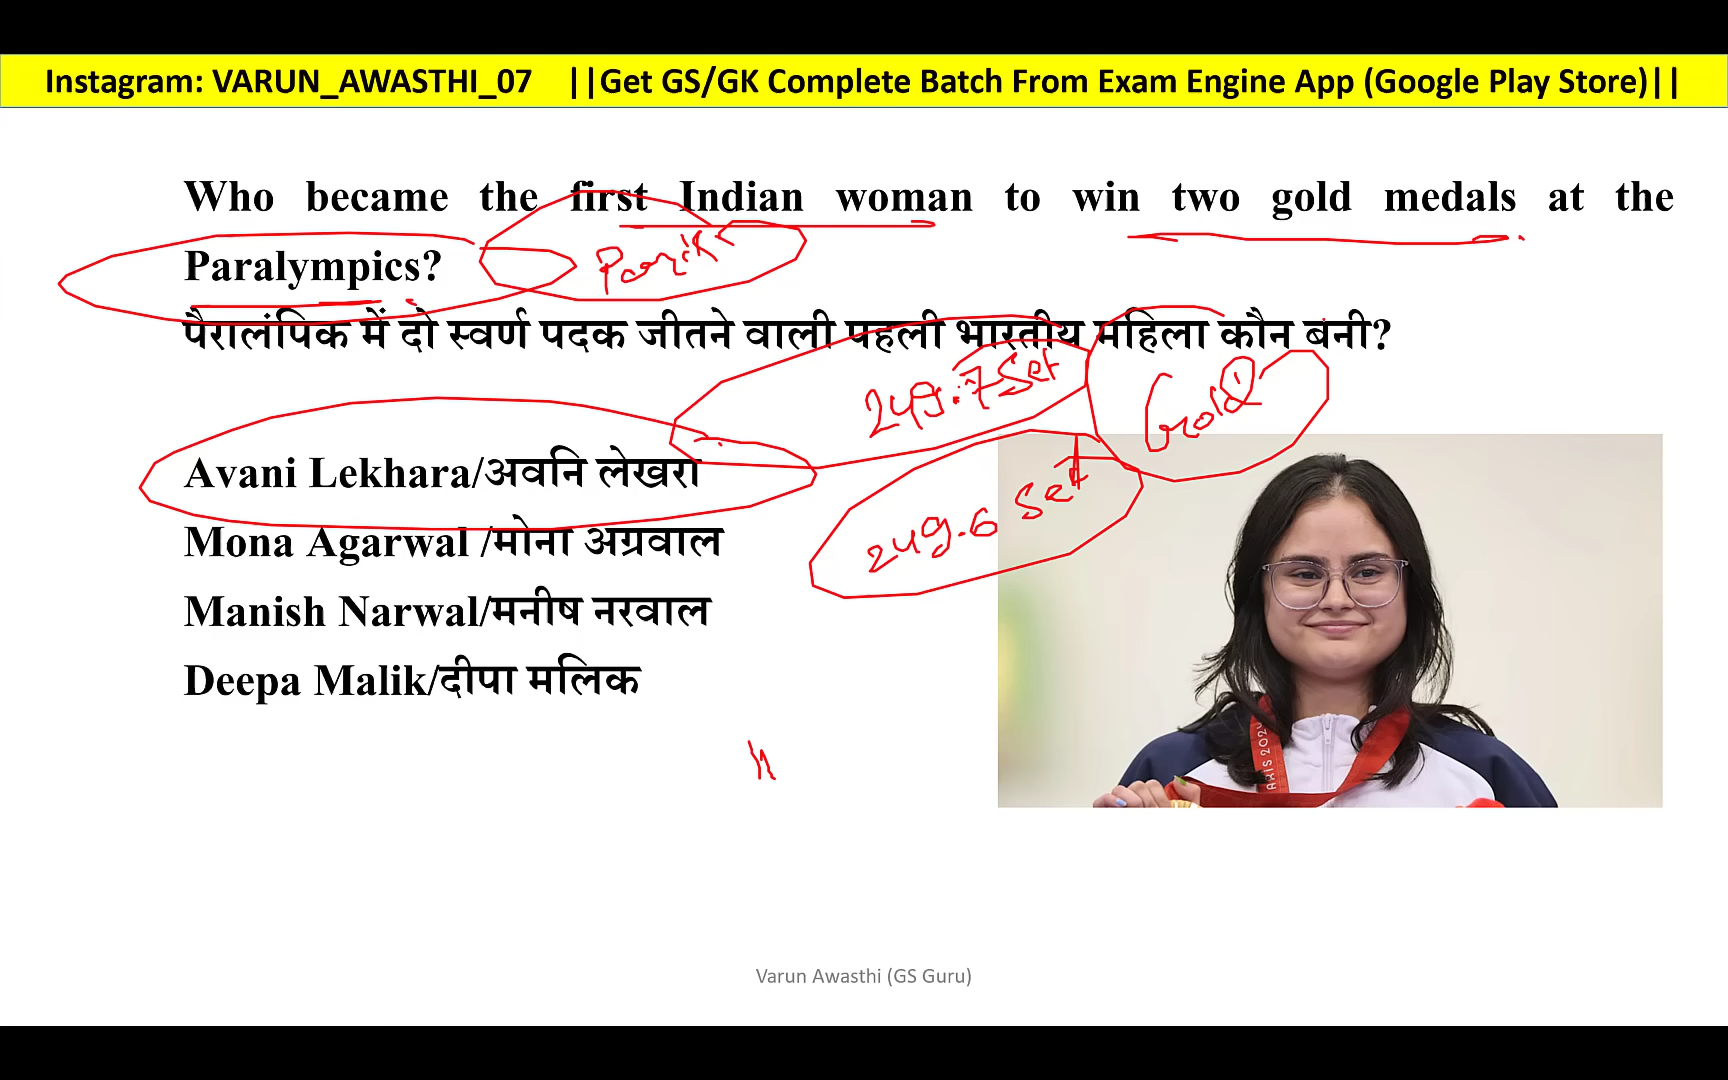 Instagram: VARUN_AWASTHI_07 ||Get GS/GK Complete Batch From Exam Engine App (Google Play Store)||
Who became the first Indian woman to win two gold medals at the
Paralympics?
पैरालंपिक में दो स्वर्ण पदक जीतने वाली पहली भारतीय महिला कौन बनी?
249.7 Set
Gold
Avani Lekhara/अवनि लेखरा
249.6 Set
Mona Agarwal /मोना अग्रवाल
Manish Narwal/मनीष नरवाल
Deepa Malik/दीपा मलिक
Varun Awasthi (GS Guru)